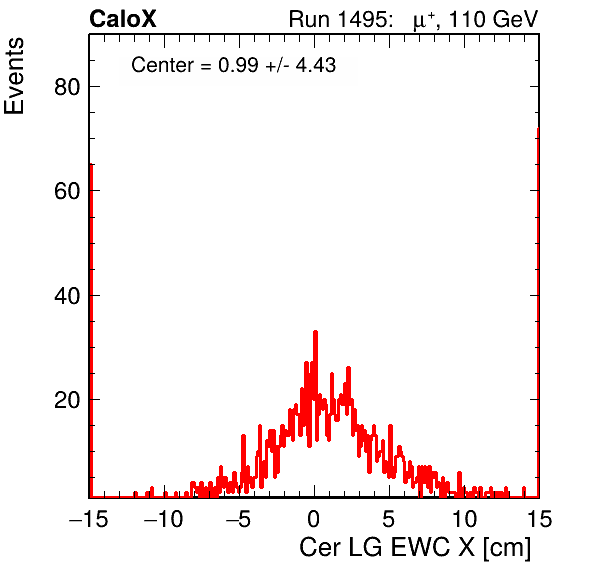 CaloX Run 1495: μ⁺, 110 GeV
Events
Center = 0.99 +/- 4.43
80
60
40
20
−15 −10 −5 0 5 10 15
Cer LG EWC X [cm]